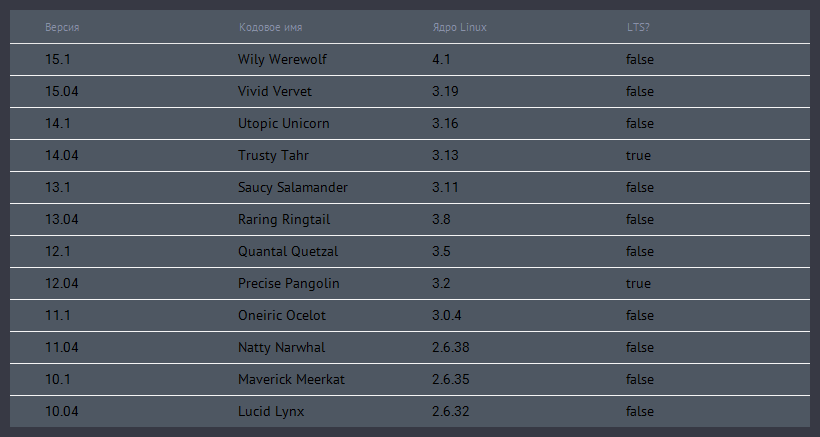 Версия Кодовое имя Ядро Linux LTS?
15.1 Wily Werewolf 4.1 false
15.04 Vivid Vervet 3.19 false
14.1 Utopic Unicorn 3.16 false
14.04 Trusty Tahr 3.13 true
13.1 Saucy Salamander 3.11 false
13.04 Raring Ringtail 3.8 false
12.1 Quantal Quetzal 3.5 false
12.04 Precise Pangolin 3.2 true
11.1 Oneiric Ocelot 3.0.4 false
11.04 Natty Narwhal 2.6.38 false
10.1 Maverick Meerkat 2.6.35 false
10.04 Lucid Lynx 2.6.32 false